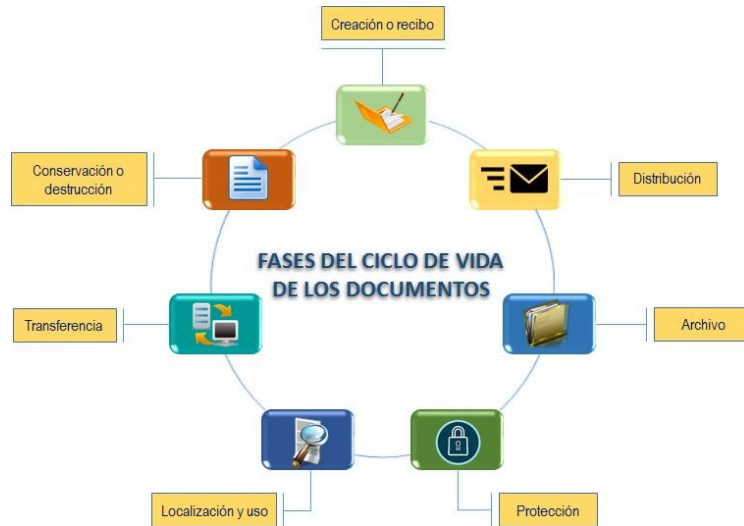 Creación o recibo
Distribución
Archivo
Protección
Localización y uso
Transferencia
Conservación o
destrucción
FASES DEL CICLO DE VIDA
DE LOS DOCUMENTOS